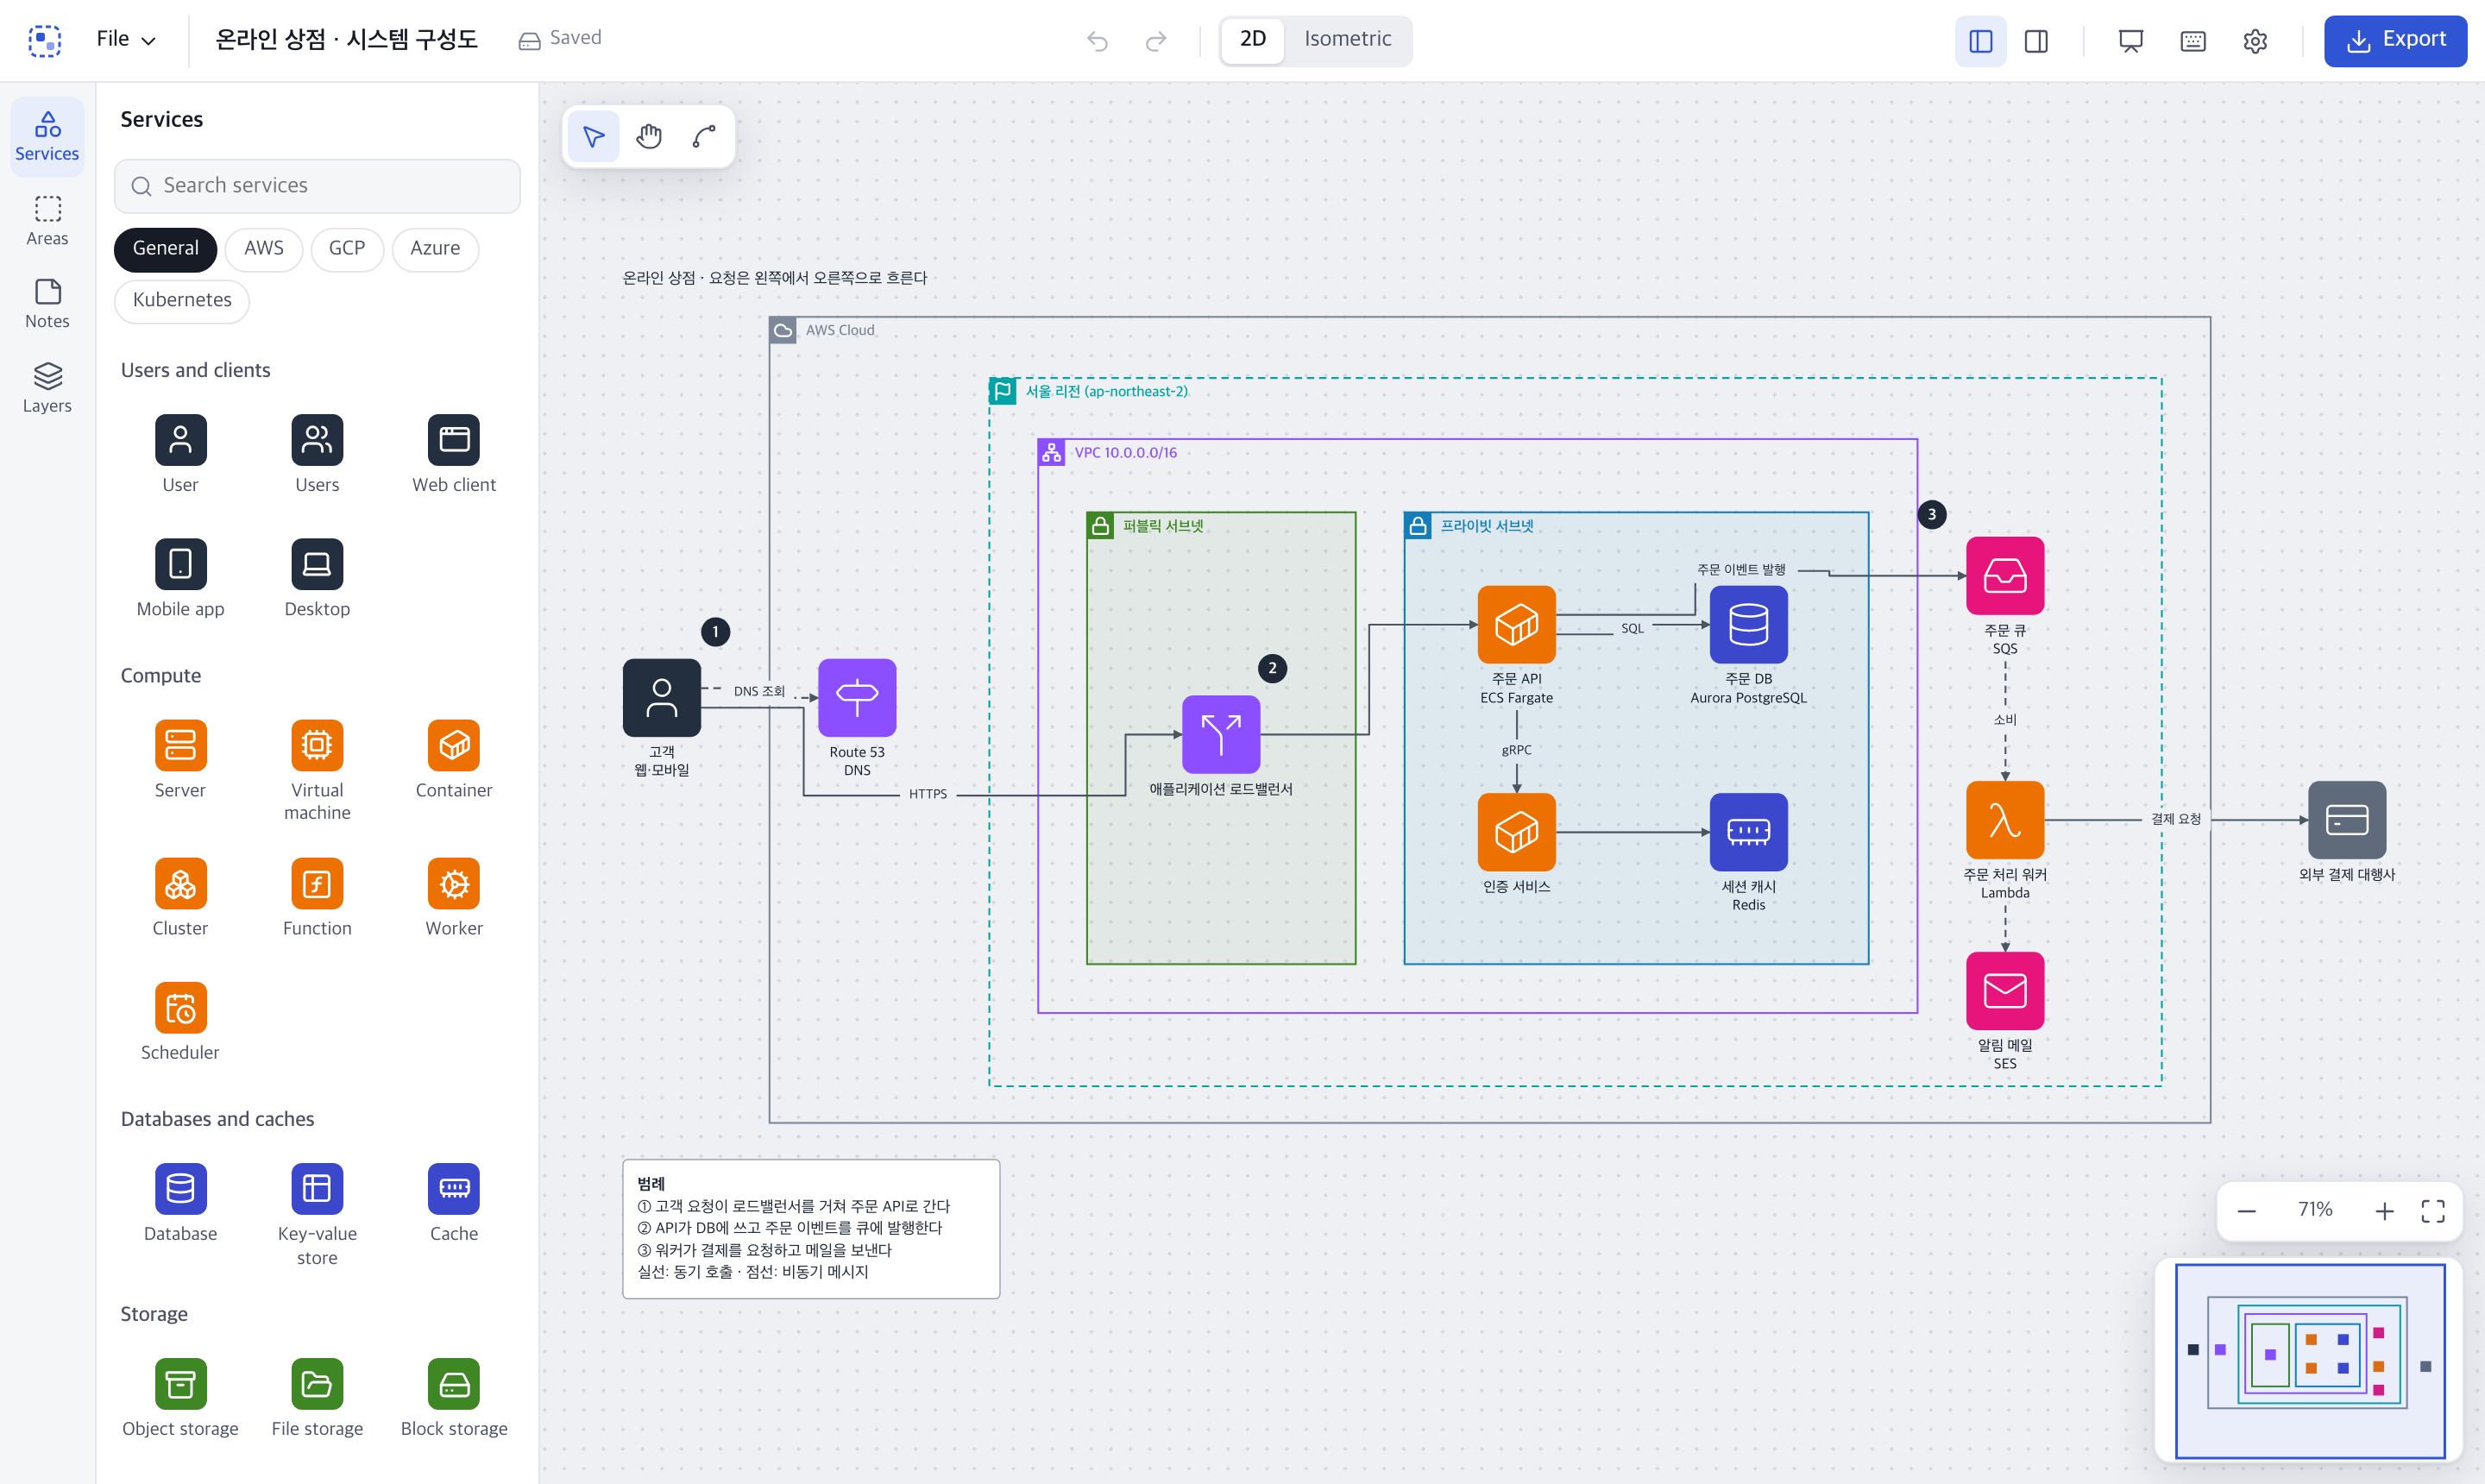 File
온라인 상점 · 시스템 구성도
Saved
2D
Isometric
Export
Services
Areas
Notes
Layers
Services
Search services
General
AWS
GCP
Azure
Kubernetes
Users and clients
User
Users
Web client
Mobile app
Desktop
Compute
Server
Virtual
machine
Container
Cluster
Function
Worker
Scheduler
Databases and caches
Database
Key-value
store
Cache
Storage
Object storage
File storage
Block storage
온라인 상점 · 요청은 왼쪽에서 오른쪽으로 흐른다
AWS Cloud
서울 리전 (ap-northeast-2)
VPC 10.0.0.0/16
퍼블릭 서브넷
프라이빗 서브넷
1
2
3
고객
웹·모바일
DNS 조회
Route 53
DNS
HTTPS
애플리케이션 로드밸런서
주문 API
ECS Fargate
SQL
주문 이벤트 발행
주문 DB
Aurora PostgreSQL
gRPC
인증 서비스
세션 캐시
Redis
주문 큐
SQS
소비
주문 처리 워커
Lambda
결제 요청
외부 결제 대행사
알림 메일
SES
범례
① 고객 요청이 로드밸런서를 거쳐 주문 API로 간다
② API가 DB에 쓰고 주문 이벤트를 큐에 발행한다
③ 워커가 결제를 요청하고 메일을 보낸다
실선: 동기 호출 · 점선: 비동기 메시지
71%